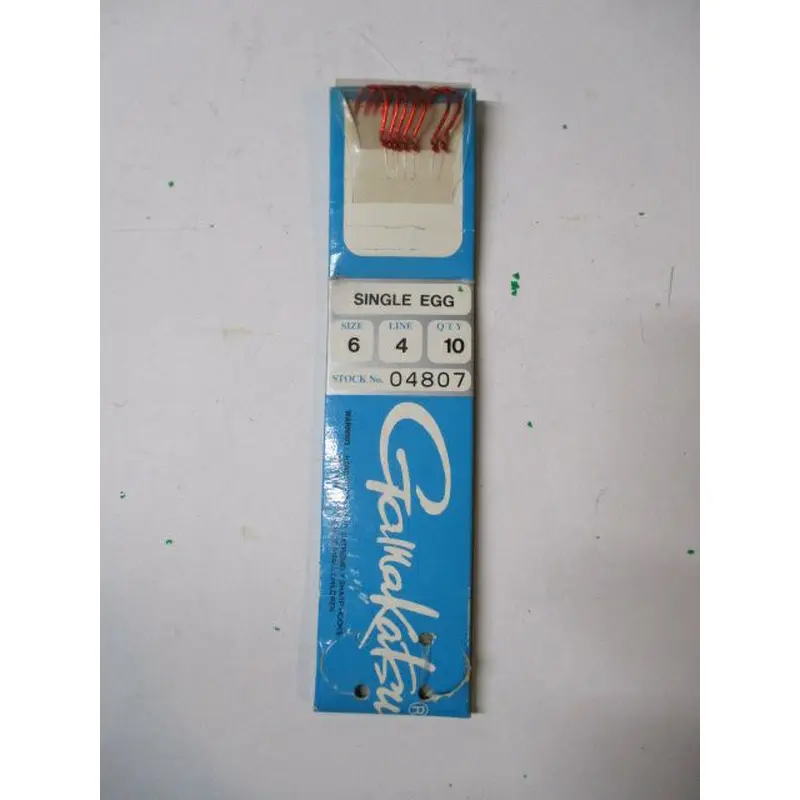 SINGLE EGG
SIZE LINE QTY
6 4 10
STOCK No. 04807
Gamakatsu®